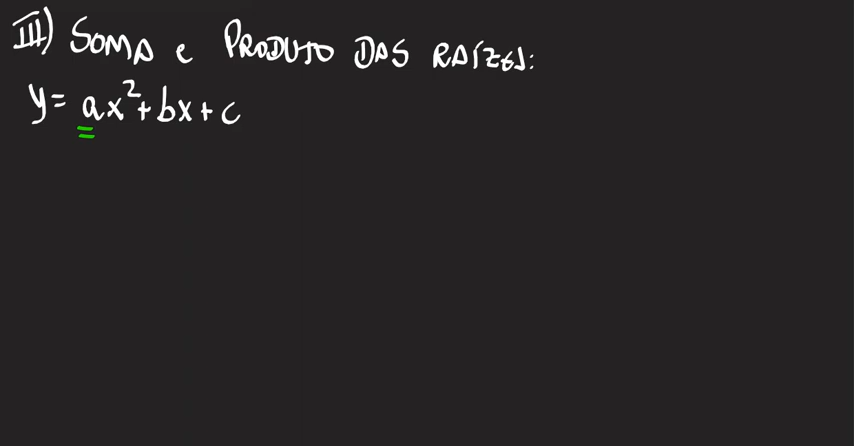 III) SOMA e PRODUTO DAS RAÍZES:
y= ax²+bx+c